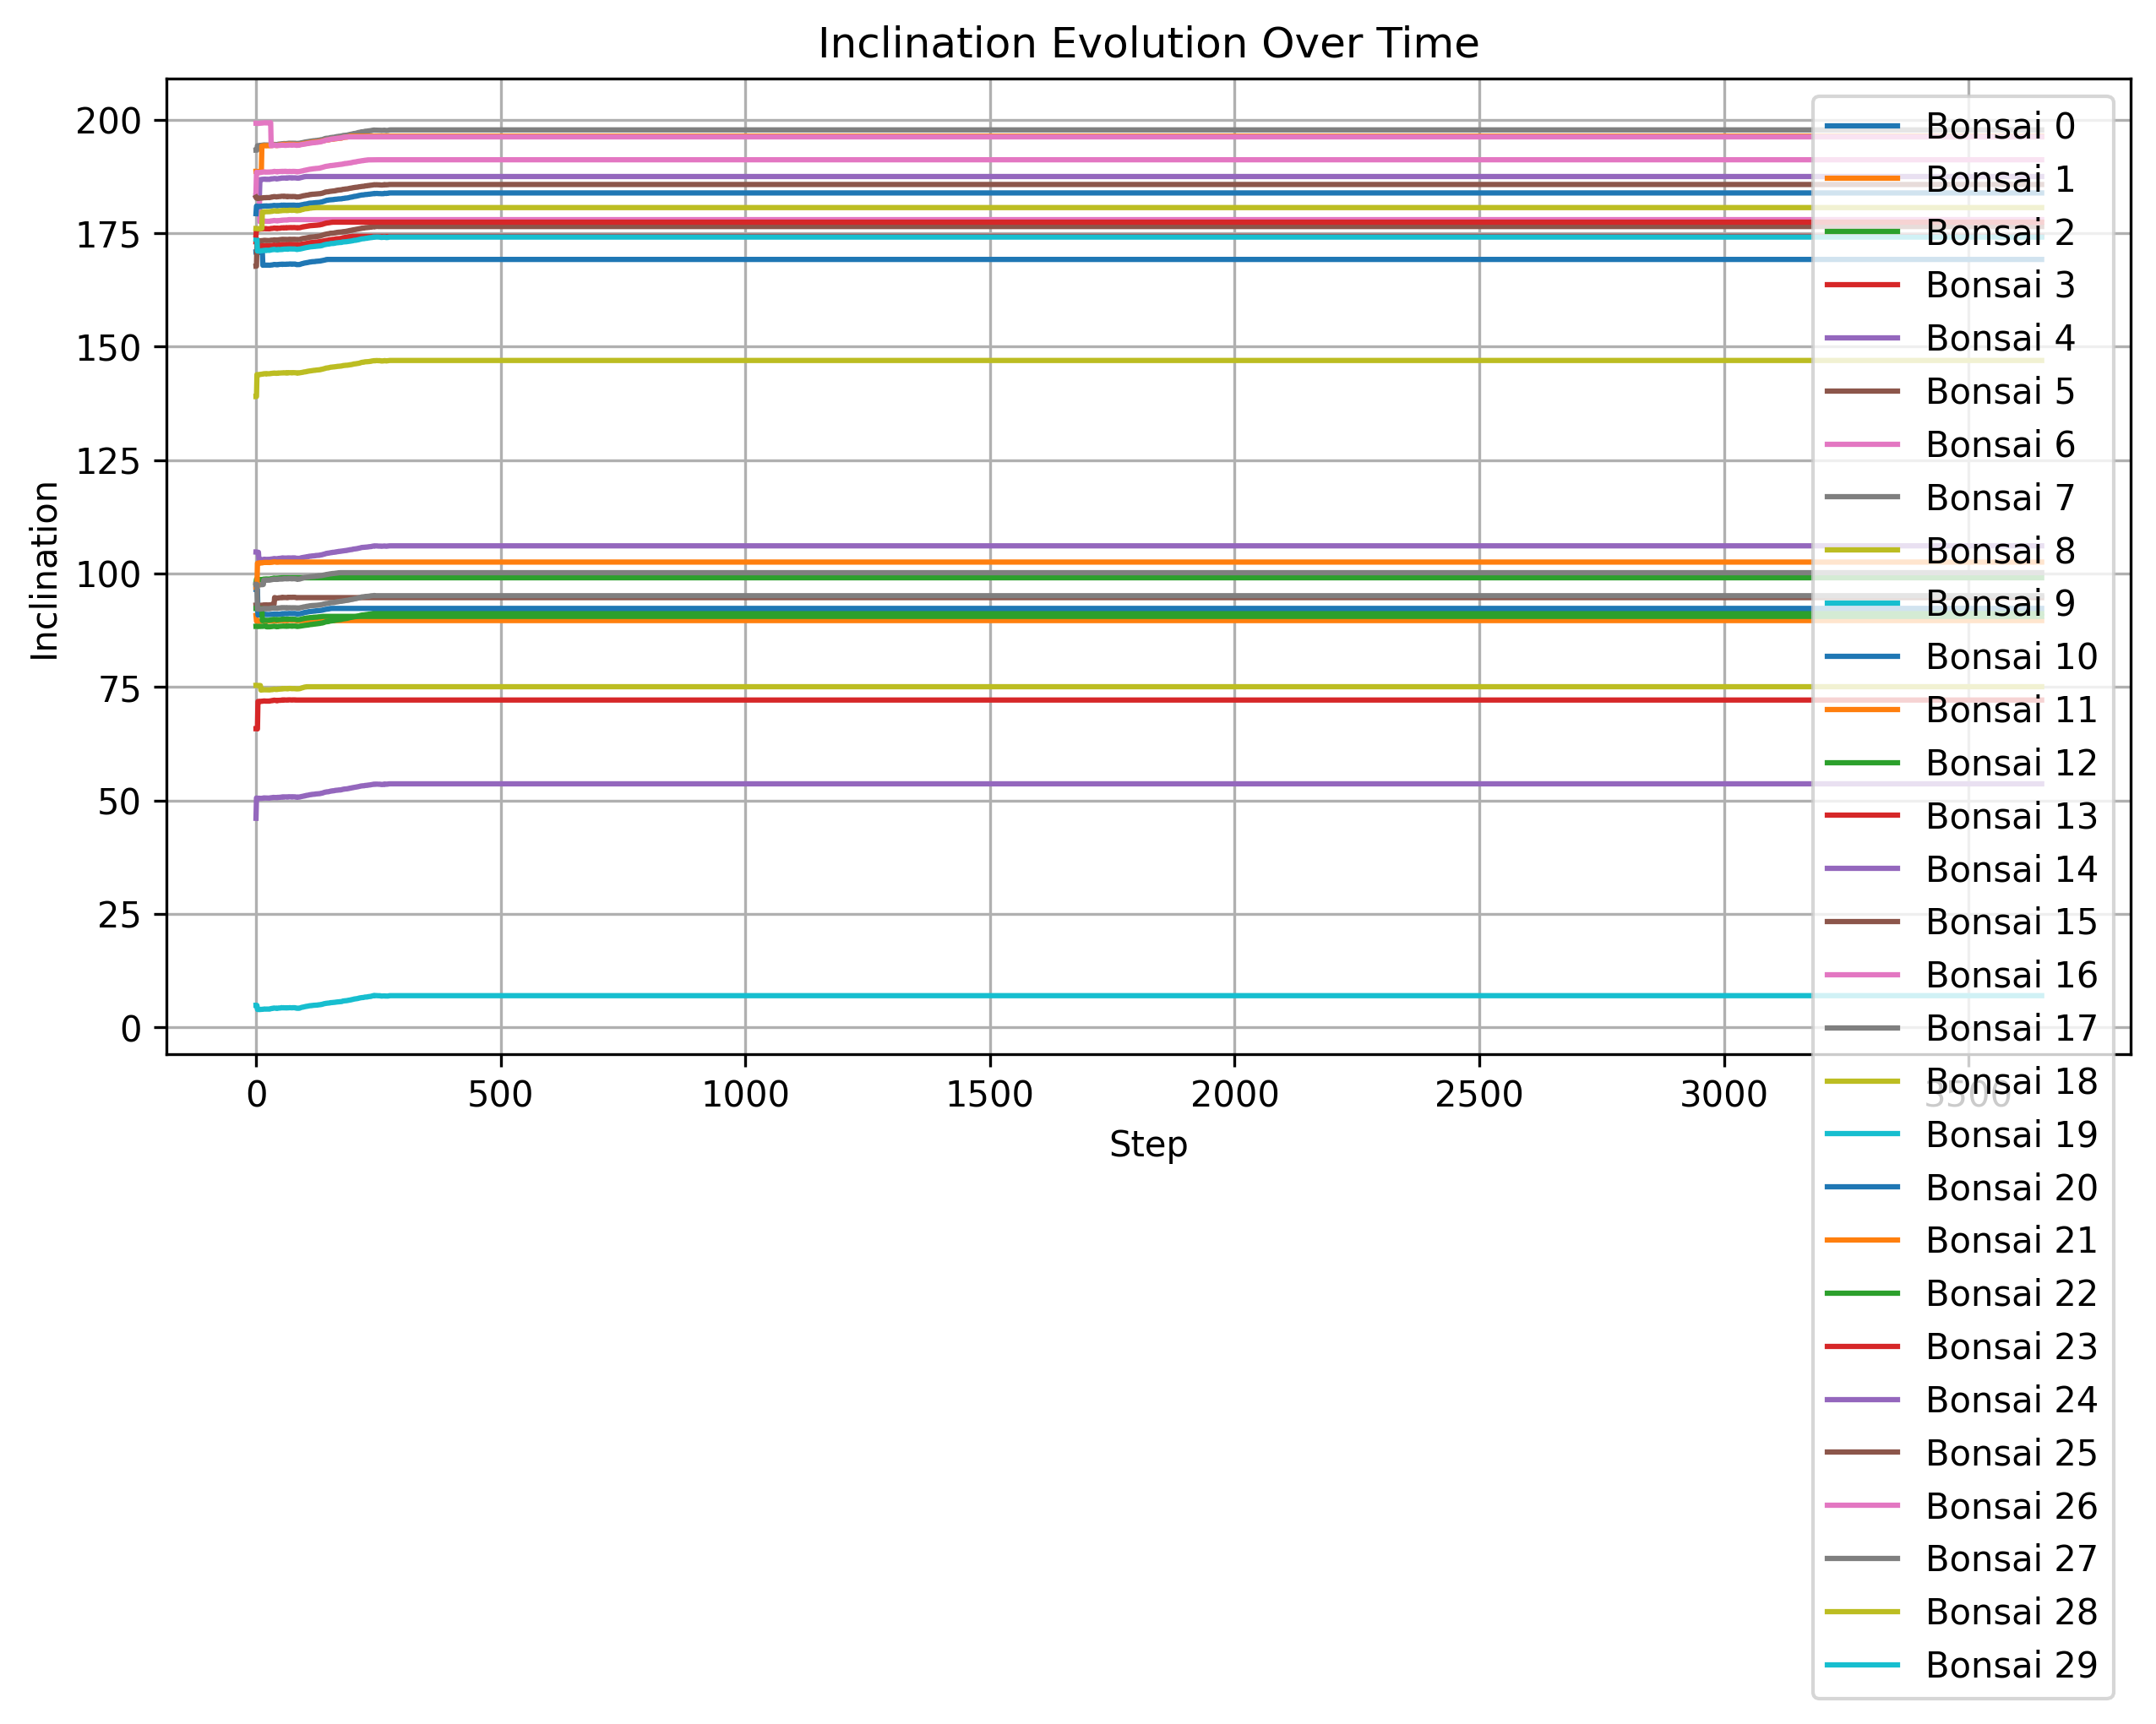 Inclination Evolution Over Time
Inclination
200
175
150
125
100
75
50
25
0
0 500 1000 1500 2000 2500 3000 3500
Step
Bonsai 0
Bonsai 1
Bonsai 2
Bonsai 3
Bonsai 4
Bonsai 5
Bonsai 6
Bonsai 7
Bonsai 8
Bonsai 9
Bonsai 10
Bonsai 11
Bonsai 12
Bonsai 13
Bonsai 14
Bonsai 15
Bonsai 16
Bonsai 17
Bonsai 18
Bonsai 19
Bonsai 20
Bonsai 21
Bonsai 22
Bonsai 23
Bonsai 24
Bonsai 25
Bonsai 26
Bonsai 27
Bonsai 28
Bonsai 29